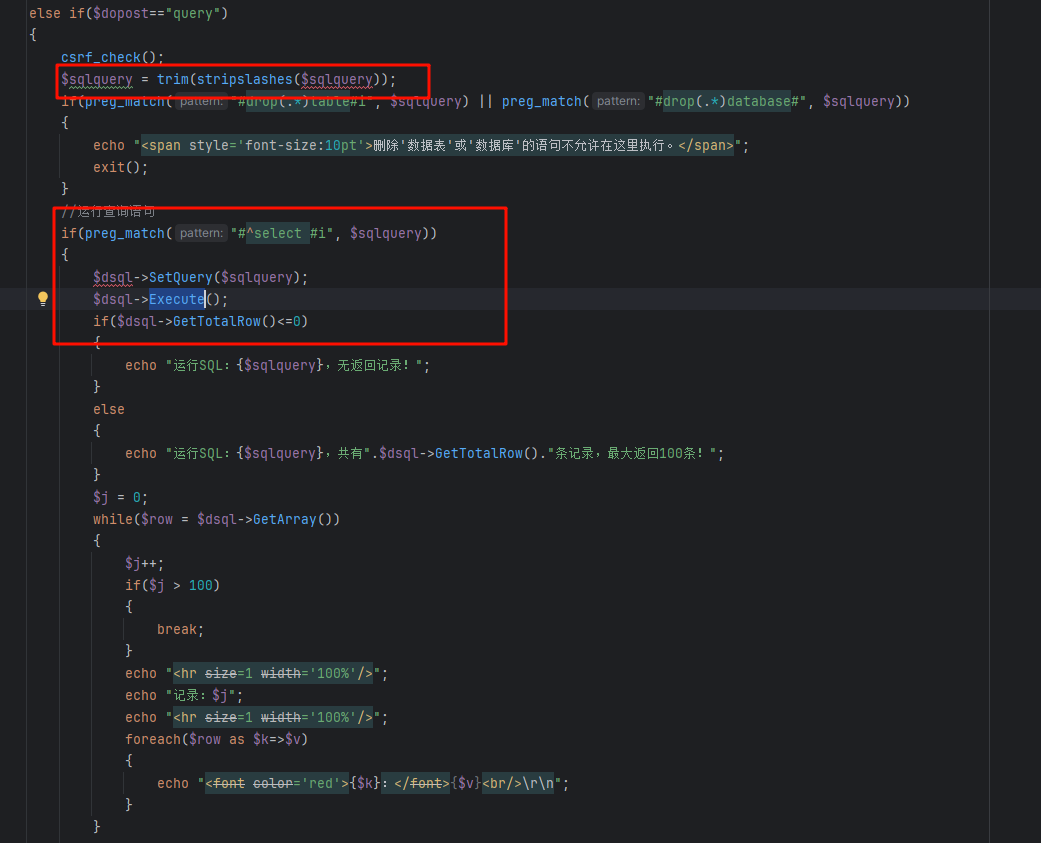 else if($dopost=="query")
{
csrf_check();
$sqlquery = trim(stripslashes($sqlquery));
if(preg_match( pattern: "#drop(.*)table#i", $sqlquery) || preg_match( pattern: "#drop(.*)database#", $sqlquery))
{
echo "<span style='font-size:10pt'>删除'数据表'或'数据库'的语句不允许在这里执行。</span>";
exit();
}
//运行查询语句
if(preg_match( pattern: "#^select #i", $sqlquery))
{
$dsql->SetQuery($sqlquery);
$dsql->Execute();
if($dsql->GetTotalRow()<=0)
{
echo "运行SQL：{$sqlquery}，无返回记录！";
}
else
{
echo "运行SQL：{$sqlquery}，共有".$dsql->GetTotalRow()."条记录，最大返回100条！";
}
$j = 0;
while($row = $dsql->GetArray())
{
$j++;
if($j > 100)
{
break;
}
echo "<hr size=1 width='100%'/>";
echo "记录：$j";
echo "<hr size=1 width='100%'/>";
foreach($row as $k=>$v)
{
echo "<font color='red'>{$k}：</font>{$v}<br/>\r\n";
}
}